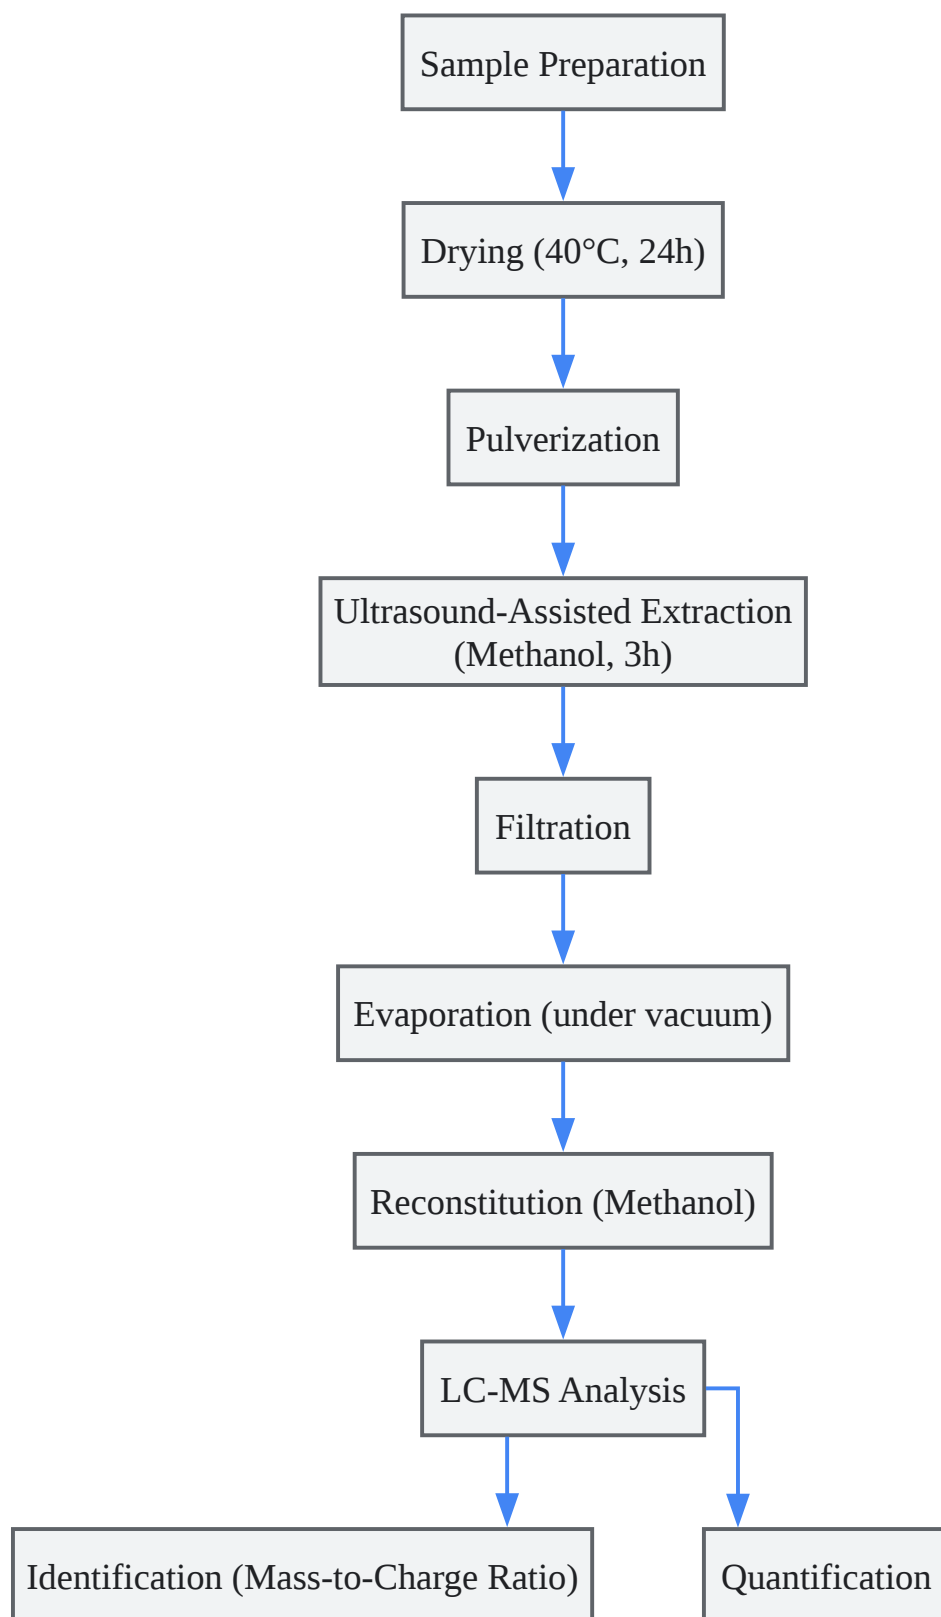 Sample Preparation
Drying (40°C, 24h)
Pulverization
Ultrasound-Assisted Extraction
(Methanol, 3h)
Filtration
Evaporation (under vacuum)
Reconstitution (Methanol)
LC-MS Analysis
Identification (Mass-to-Charge Ratio)
Quantification